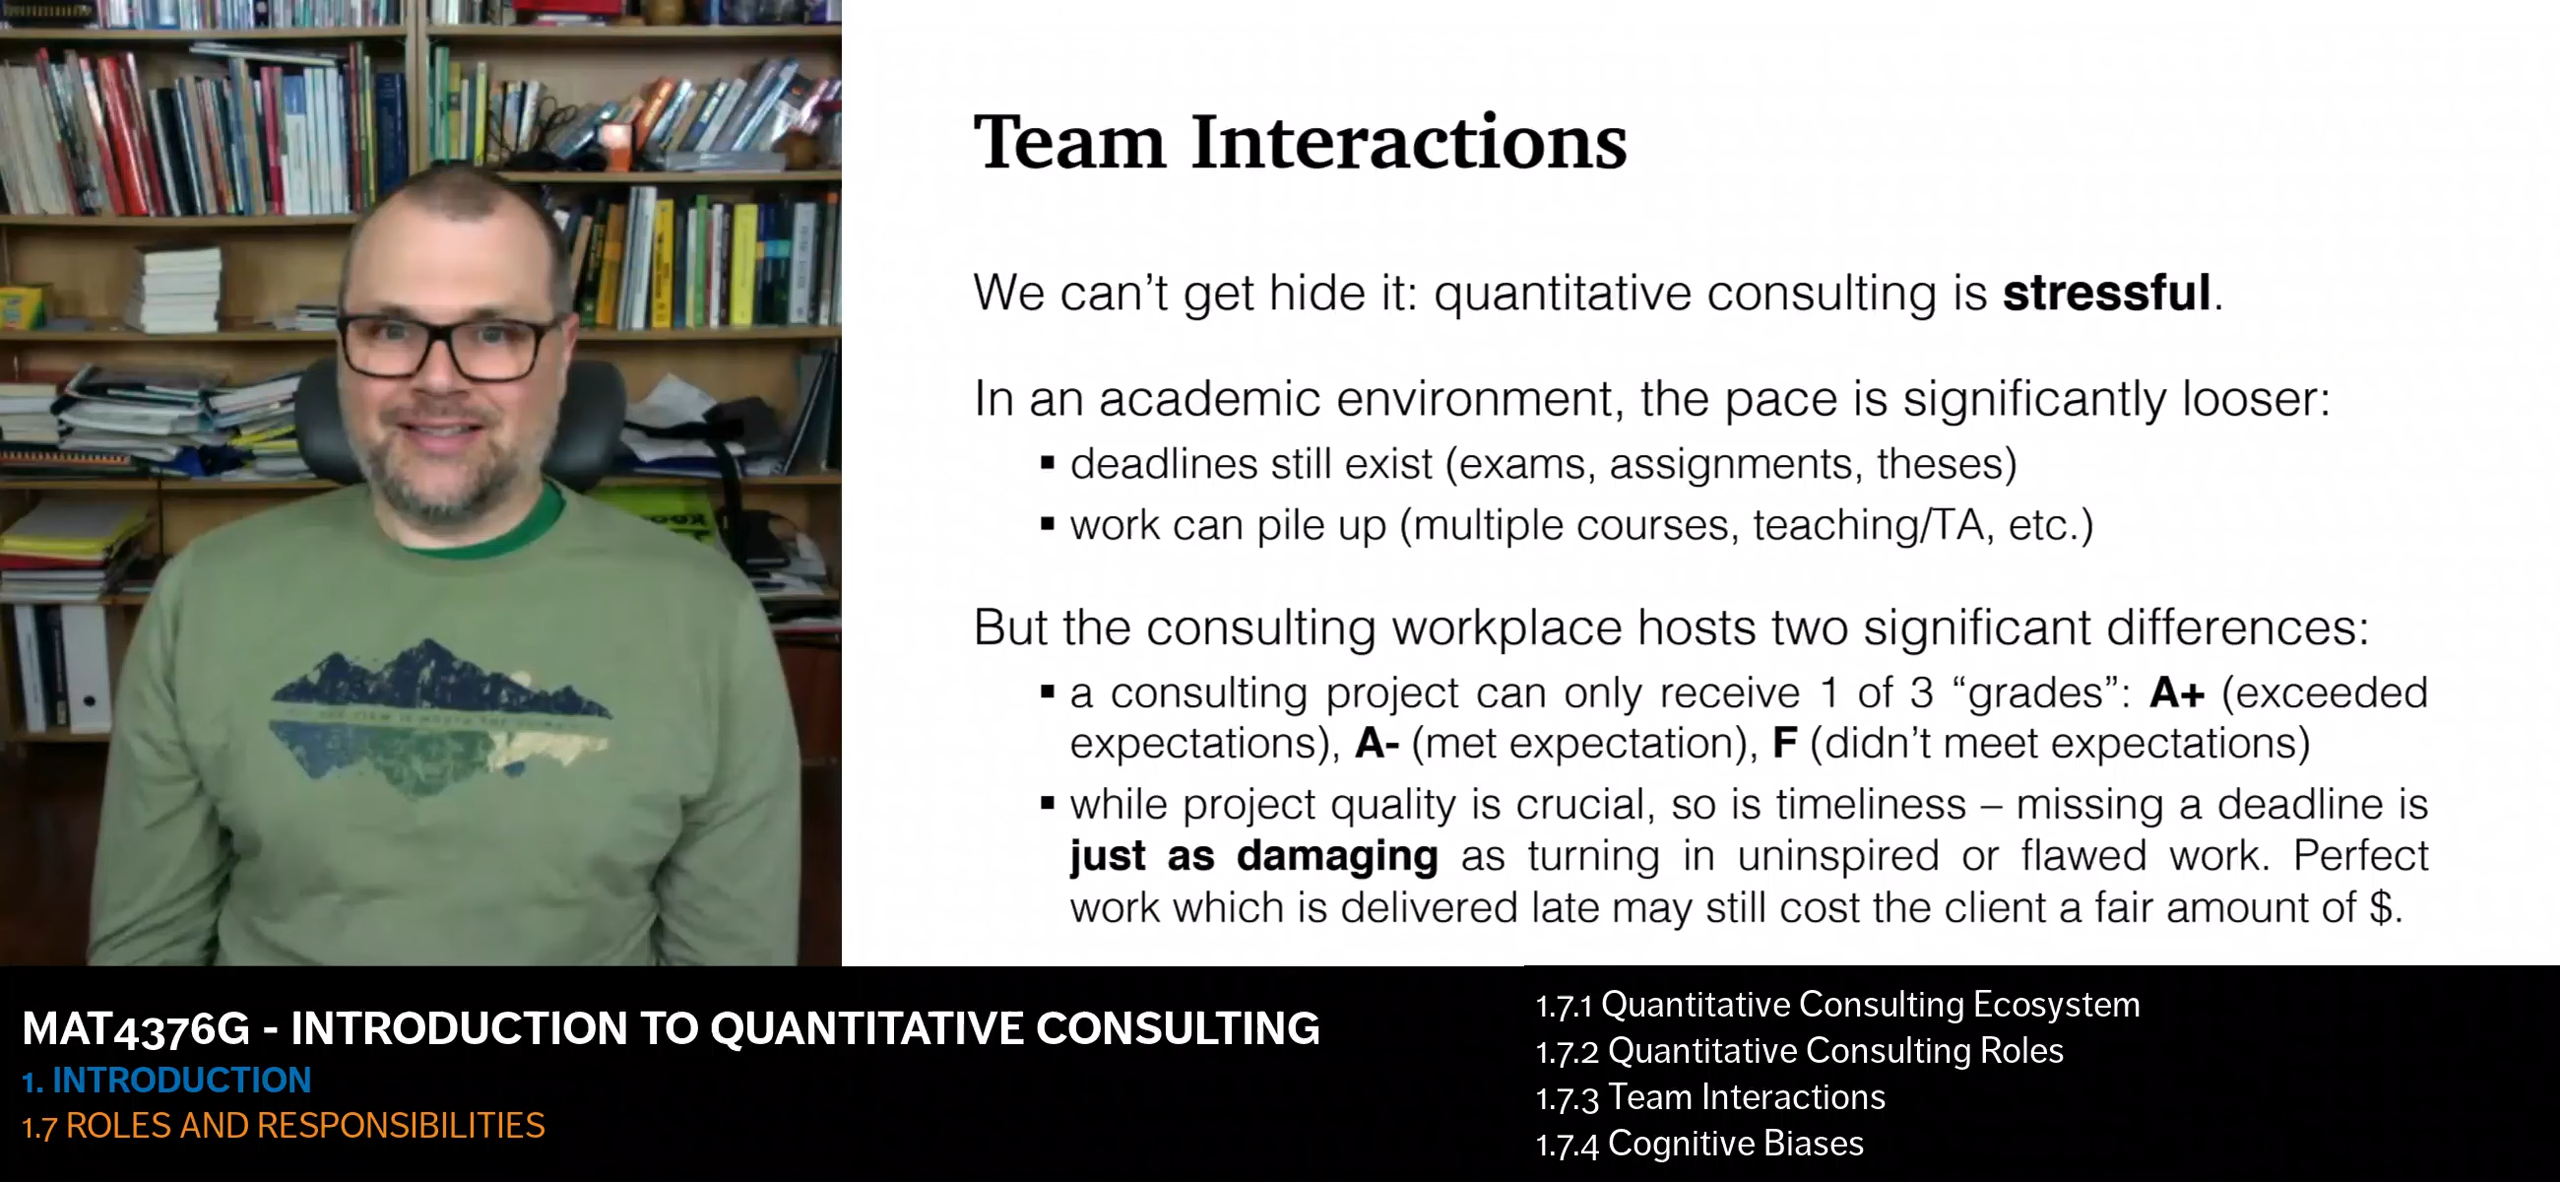 Team Interactions
We can’t get hide it: quantitative consulting is stressful.
In an academic environment, the pace is significantly looser:
▪ deadlines still exist (exams, assignments, theses)
▪ work can pile up (multiple courses, teaching/TA, etc.)
But the consulting workplace hosts two significant differences:
▪ a consulting project can only receive 1 of 3 “grades”: A+ (exceeded
expectations), A- (met expectation), F (didn’t meet expectations)
▪ while project quality is crucial, so is timeliness – missing a deadline is
just as damaging as turning in uninspired or flawed work. Perfect
work which is delivered late may still cost the client a fair amount of $.
MAT4376G - INTRODUCTION TO QUANTITATIVE CONSULTING
1. INTRODUCTION
1.7 ROLES AND RESPONSIBILITIES
1.7.1 Quantitative Consulting Ecosystem
1.7.2 Quantitative Consulting Roles
1.7.3 Team Interactions
1.7.4 Cognitive Biases